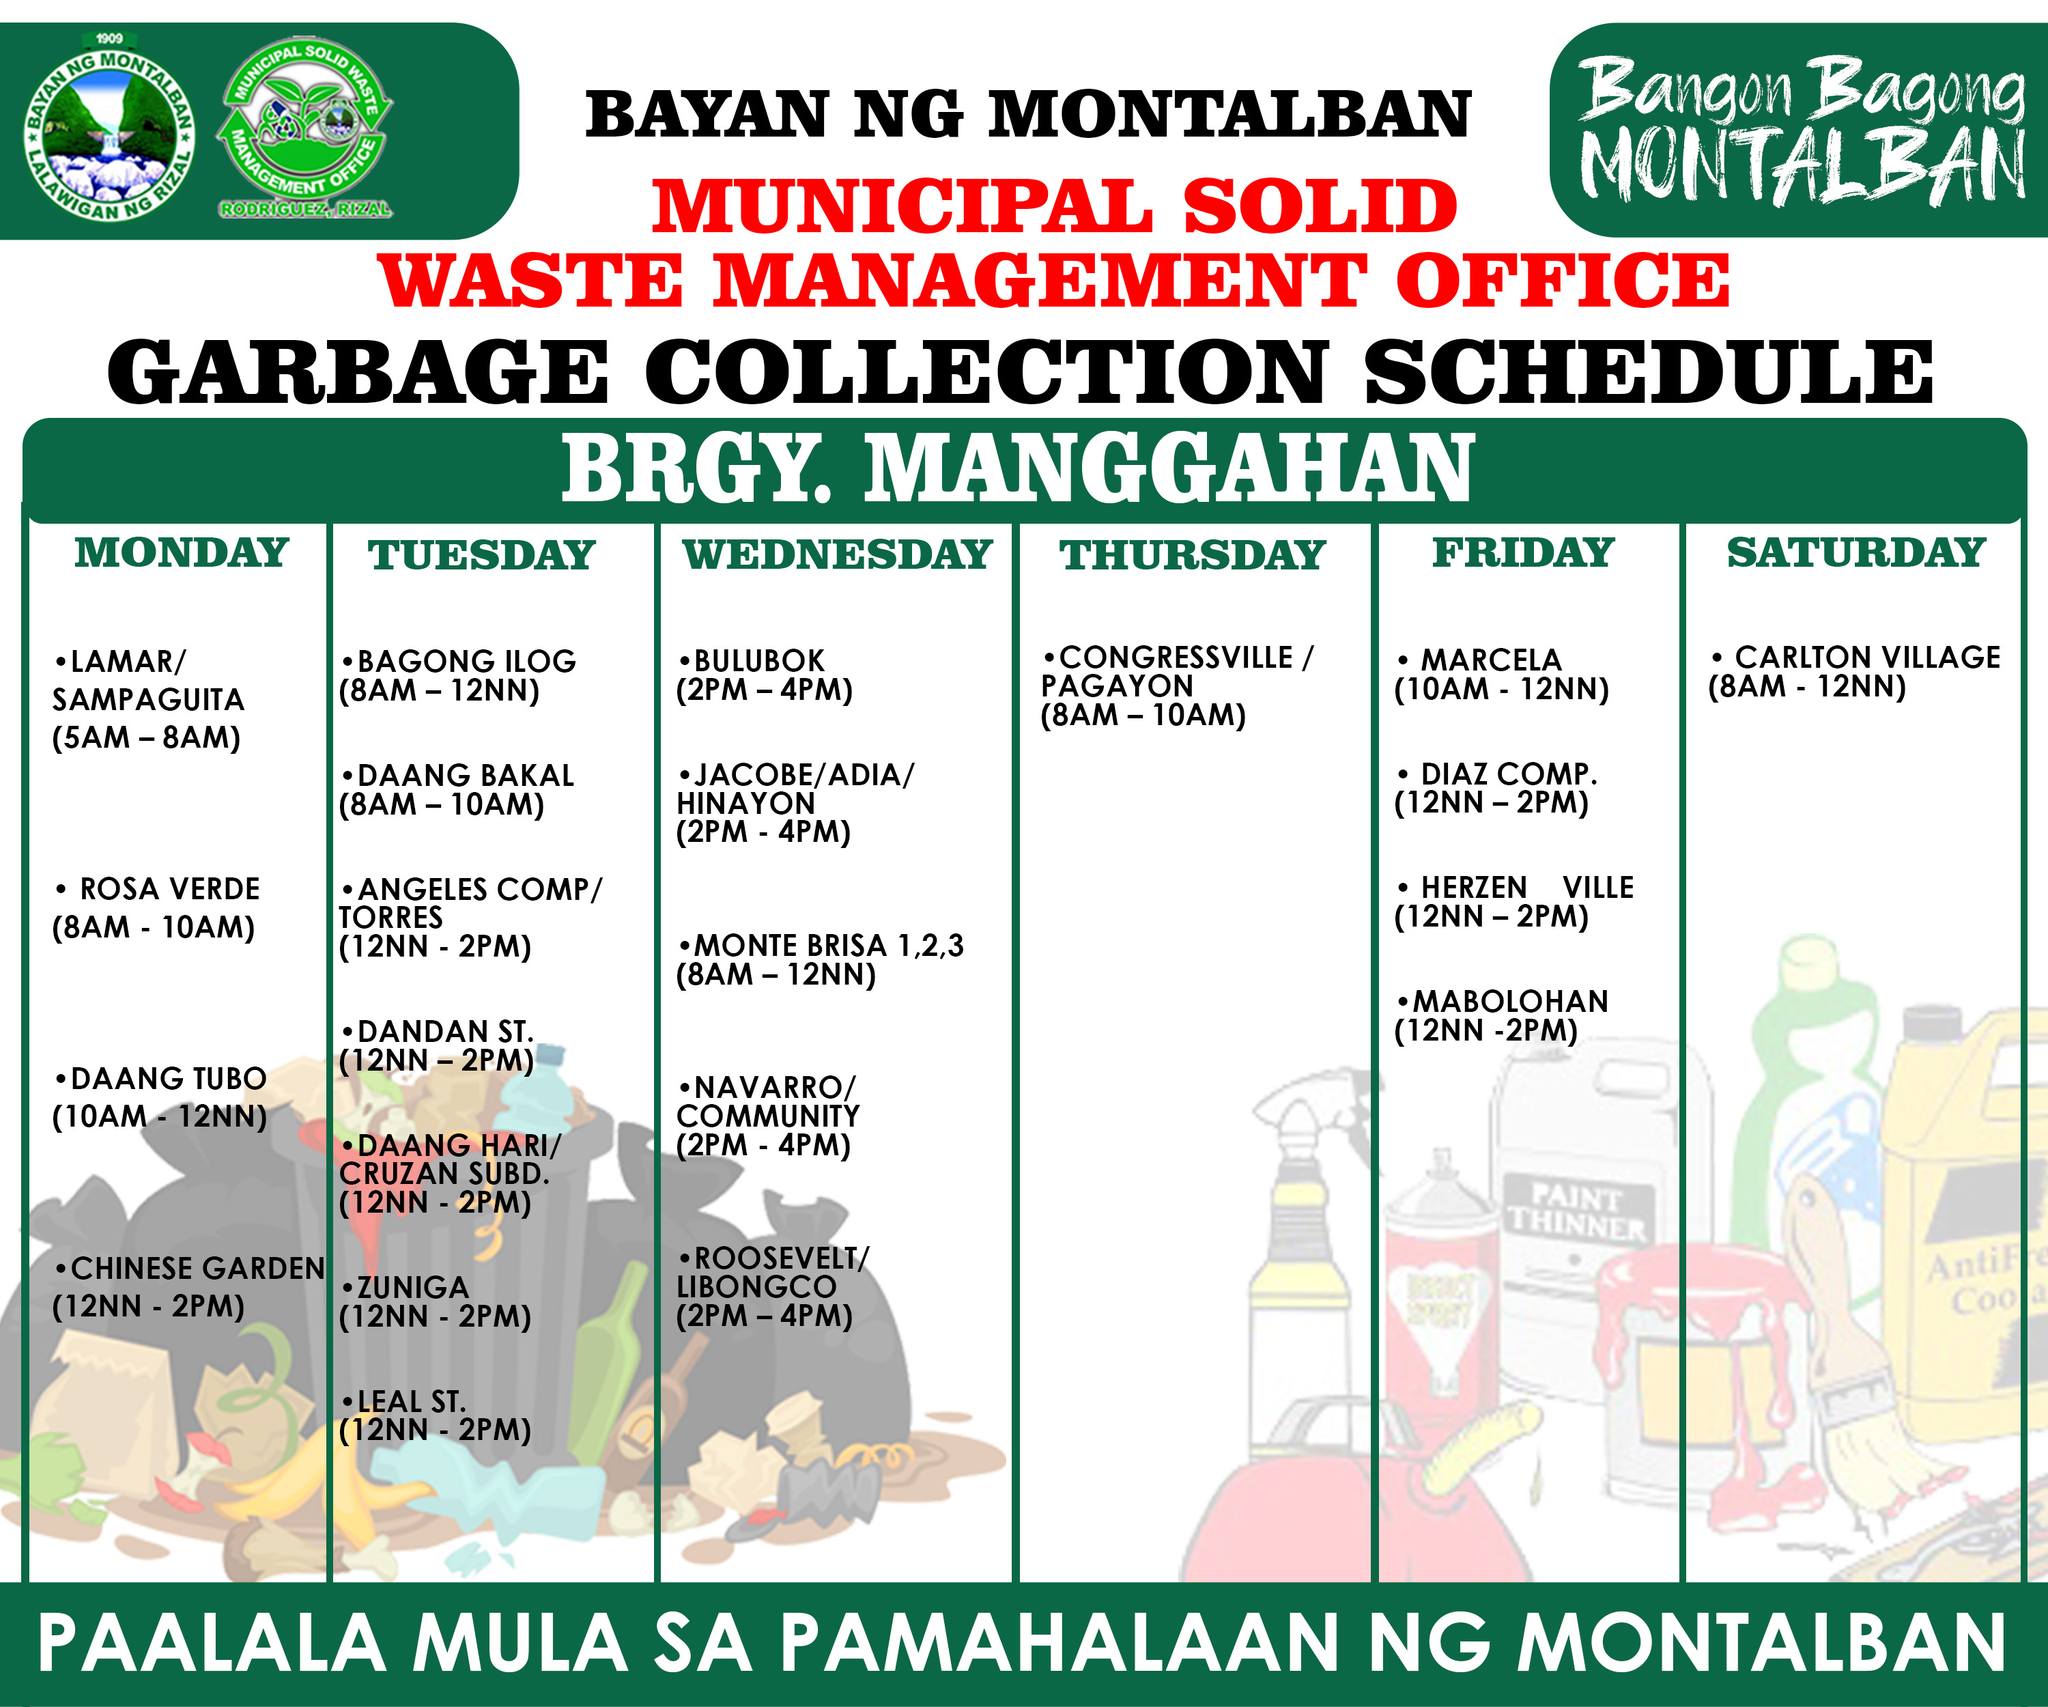 1909
BAYAN NG MONTALBAN
LALAWIGAN NG RIZAL
MUNICIPAL SOLID WASTE
MANAGEMENT OFFICE
RODRIGUEZ, RIZAL
Bangon Bagong
MONTALBAN
BAYAN NG MONTALBAN
MUNICIPAL SOLID
WASTE MANAGEMENT OFFICE
GARBAGE COLLECTION SCHEDULE
BRGY. MANGGAHAN
MONDAY
•LAMAR/
SAMPAGUITA
(5AM – 8AM)
• ROSA VERDE
(8AM - 10AM)
•DAANG TUBO
(10AM - 12NN)
•CHINESE GARDEN
(12NN - 2PM)
TUESDAY
•BAGONG ILOG
(8AM – 12NN)
•DAANG BAKAL
(8AM – 10AM)
•ANGELES COMP/
TORRES
(12NN - 2PM)
•DANDAN ST.
(12NN – 2PM)
•DAANG HARI/
CRUZAN SUBD.
(12NN - 2PM)
•ZUNIGA
(12NN - 2PM)
•LEAL ST.
(12NN - 2PM)
WEDNESDAY
•BULUBOK
(2PM – 4PM)
•JACOBE/ADIA/
HINAYON
(2PM - 4PM)
•MONTE BRISA 1,2,3
(8AM – 12NN)
•NAVARRO/
COMMUNITY
(2PM - 4PM)
•ROOSEVELT/
LIBONGCO
(2PM – 4PM)
THURSDAY
•CONGRESSVILLE /
PAGAYON
(8AM – 10AM)
FRIDAY
• MARCELA
(10AM - 12NN)
• DIAZ COMP.
(12NN – 2PM)
• HERZEN VILLE
(12NN – 2PM)
•MABOLOHAN
(12NN -2PM)
SATURDAY
• CARLTON VILLAGE
(8AM - 12NN)
PAINT
THINNER
PAALALA MULA SA PAMAHALAAN NG MONTALBAN